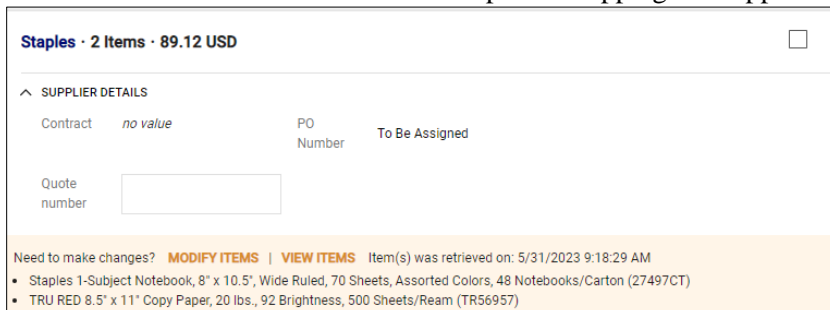 Staples · 2 Items · 89.12 USD
SUPPLIER DETAILS
Contract no value PO Number To Be Assigned
Quote number
Need to make changes? MODIFY ITEMS | VIEW ITEMS Item(s) was retrieved on: 5/31/2023 9:18:29 AM
• Staples 1-Subject Notebook, 8" x 10.5", Wide Ruled, 70 Sheets, Assorted Colors, 48 Notebooks/Carton (27497CT)
• TRU RED 8.5" x 11" Copy Paper, 20 lbs., 92 Brightness, 500 Sheets/Ream (TR56957)